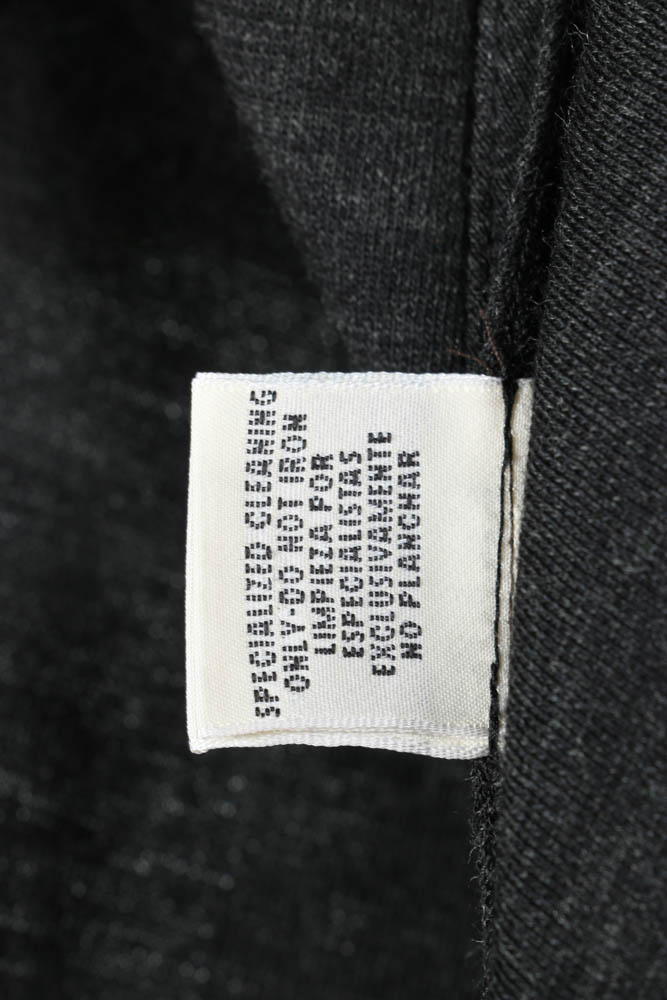 SPECIALIZED CLEANING
ONLY-DO NOT IRON
LIMPIEZA POR
ESPECIALISTAS
EXCLUSIVAMENTE
NO PLANCHAR